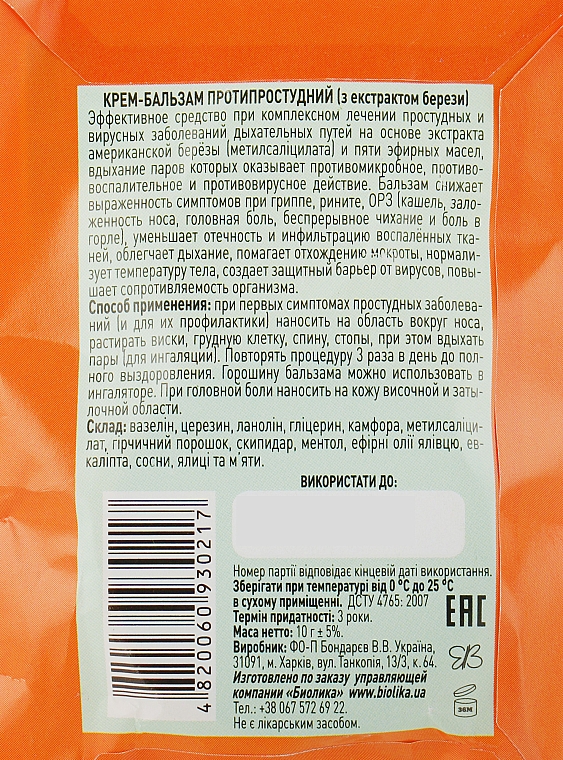 КРЕМ-БАЛЬЗАМ ПРОТИПРОСТУДНИЙ (з екстрактом берези)
Эффективное средство при комплексном лечении простудных и
вирусных заболеваний дыхательных путей на основе экстракта
американской берёзы (метилсаліцилата) и пяти эфирных масел,
вдыхание паров которых оказывает противомикробное, противо-
воспалительное и противовирусное действие. Бальзам снижает
выраженность симптомов при гриппе, рините, ОРЗ (кашель, зало-
женность носа, головная боль, беспрерывное чихание и боль в
горле), уменьшает отечность и инфильтрацию воспалённых тка-
ней, облегчает дыхание, помагает отхождению мокроты, нормали-
зует температуру тела, создает защитный барьер от вирусов, повы-
шает сопротивляемость организма.
Способ применения: при первых симптомах простудных заболева-
ний (и для их профилактики) наносить на область вокруг носа,
растирать виски, грудную клетку, спину, стопы, при этом вдыхать
пары (для ингаляции). Повторять процедуру 3 раза в день до пол-
ного выздоровления. Горошину бальзама можно использовать в
ингаляторе. При головной боли наносить на кожу височной и заты-
лочной области.
Склад: вазелін, церезин, ланолін, гліцерин, камфора, метилсаліци-
лат, гірчичний порошок, скипидар, ментол, ефірні олії ялівцю, ев-
каліпта, сосни, ялиці та м'яти.
ВИКОРИСТАТИ ДО:
Номер партії відповідає кінцевій даті використання.
Зберігати при температурі від 0 °С до 25 °С
в сухому приміщенні. ДСТУ 4765: 2007
Термін придатності: 3 роки.
Маса нетто: 10 г ± 5%.
Виробник: ФО-П Бондарєв В.В. Україна,
31091, м. Харків, вул. Танкопія, 13/3, к. 64.
Изготовлено по заказу управляющей
компании «Биолика» www.biolika.ua
Тел.: +38 067 572 69 22.
Не є лікарським засобом.
4820060930217
EAC
36M